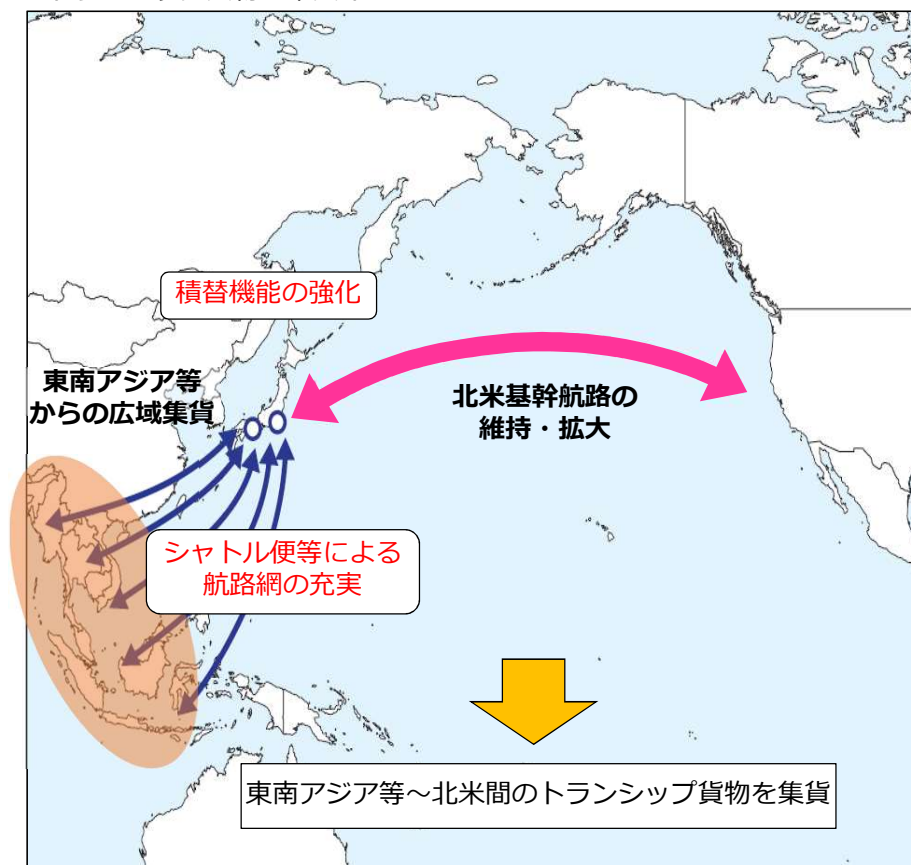 積替機能の強化
東南アジア等
からの広域集貨
北米基幹航路の
維持・拡大
シャトル便等による
航路網の充実
東南アジア等～北米間のトランシップ貨物を集貨